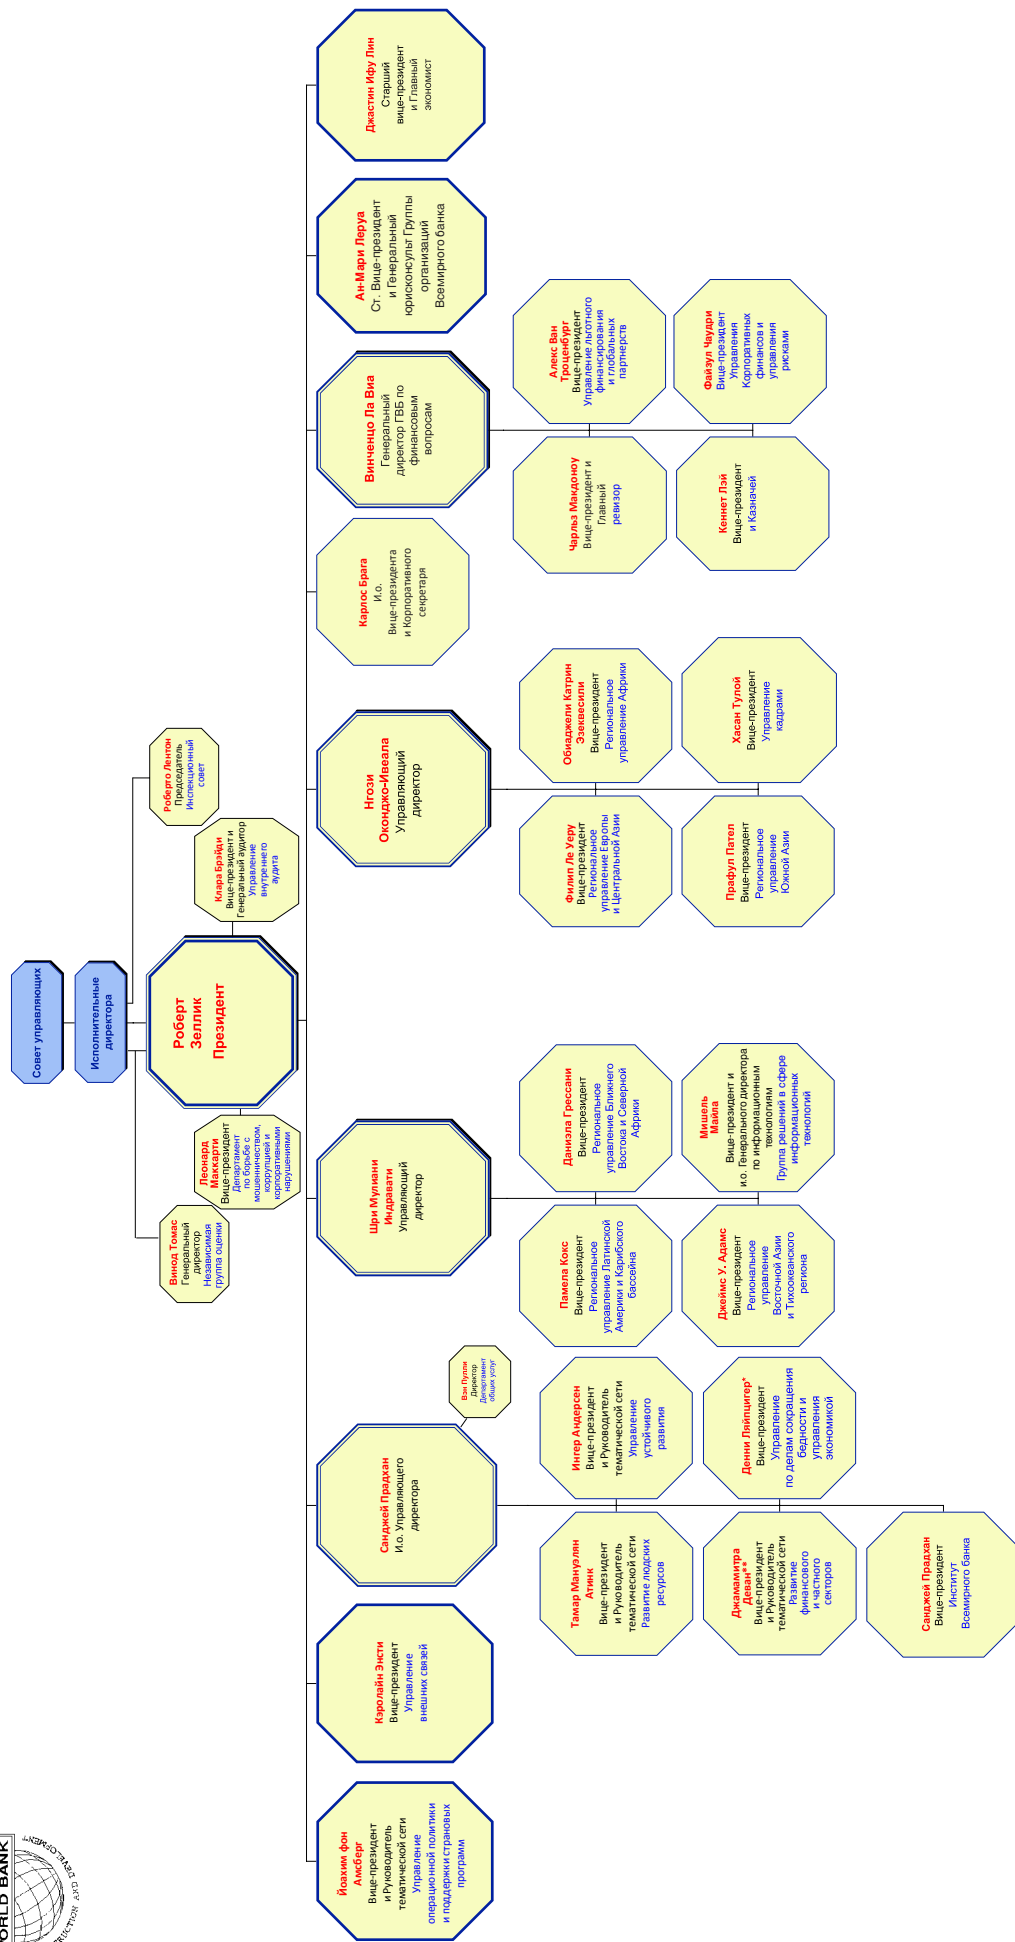 Совет управляющих
Исполнительные
директора
Роберт
Зеллик
Президент
Винод Томас
Генеральный
директор
Независимая
группа оценки
Леонард
Маккарти
Вице-президент
Департамент
по борьбе с
мошенничеством,
коррупцией и
корпоративными
нарушениями
Клара Брэйди
Вице-президент и
Генеральный аудитор
Управление
внутреннего
аудита
Роберто Лентон
Председатель
Инспекционный
совет
Йоахим фон
Амсберг
Вице-президент
и Руководитель
тематической сети
Управление
операционной политики
и поддержки страновых
программ
Кэролайн Энсти
Вице-президент
Управление
внешних связей
Санджей Прадхан
И.о. Управляющего
директора
Вэн Пулли
Директор
Департамент
общих услуг
Шри Мулиани
Индравати
Управляющий
директор
Нгози
Оконджо-Ивеала
Управляющий
директор
Карлос Брага
И.о.
Вице-президента
и Корпоративного
секретаря
Винченцо Ла Виа
Генеральный
директор ГВБ по
финансовым
вопросам
Ан-Мари Леруа
Ст. Вице-президент
и Генеральный
юрисконсульт Группы
организаций
Всемирного банка
Джастин Ифу Лин
Старший
вице-президент
и Главный
экономист
Тамар Мануэлян
Атинк
Вице-президент
и Руководитель
тематической сети
Развитие людских
ресурсов
Ингер Андерсен
Вице-президент
и Руководитель
тематической сети
Управление
устойчивого
развития
Джамамитра
Деван**
Вице-президент
и Руководитель
тематической сети
Развитие
финансового
и частного
секторов
Денни Ляйпцигер*
Вице-президент
Управление
по делам сокращения
бедности и
управления
экономикой
Санджей Прадхан
Вице-президент
Институт
Всемирного банка
Памела Кокс
Вице-президент
Региональное
управление Латинской
Америки и Карибского
бассейна
Даниэла Грессани
Вице-президент
Региональное
управление Ближнего
Востока и Северной
Африки
Джеймс У. Адамс
Вице-президент
Региональное
управление
Восточной Азии
и Тихоокеанского
региона
Мишель
Майла
Вице-президент и
и.о. Генерального директора
по информационным
технологиям
Группа решений в сфере
информационных
технологий
Филип Ле Уеру
Вице-президент
Региональное
управление Европы
и Центральной Азии
Обиаджели Катрин
Эзеквесили
Вице-президент
Региональное
управление Африки
Прафул Пател
Вице-президент
Региональное
управление
Южной Азии
Хасан Тулой
Вице-президент
Управление
кадрами
Чарльз Макдоноу
Вице-президент и
Главный
ревизор
Алекс Ван
Троценбург
Вице-президент
Управление льготного
финансирования
и глобальных
партнерств
Кеннет Лэй
Вице-президент
и Казначей
Файзул Чаудри
Вице-президент
Управления
Корпоративных
финансов и
управления
рисками
BANK
AND DEVELOPMENT